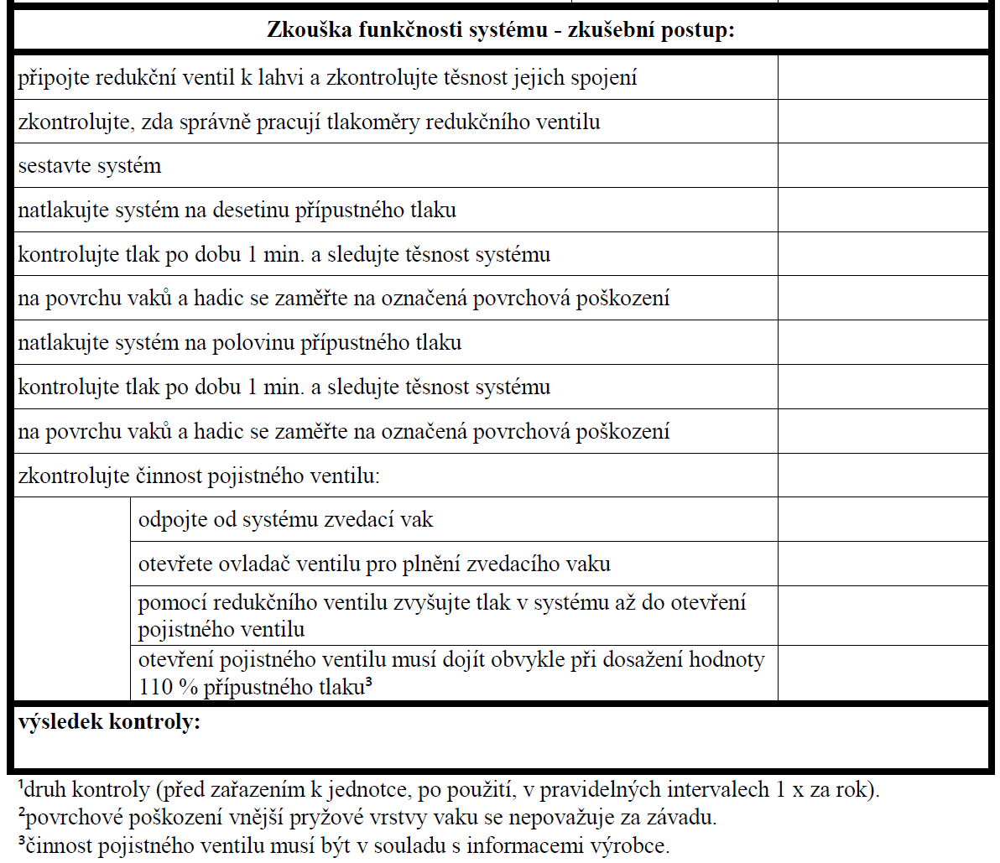 Zkouška funkčnosti systému - zkušební postup:
připojte redukční ventil k lahvi a zkontrolujte těsnost jejich spojení
zkontrolujte, zda správně pracují tlakoměry redukčního ventilu
sestavte systém
natlakujte systém na desetinu přípustného tlaku
kontrolujte tlak po dobu 1 min. a sledujte těsnost systému
na povrchu vaků a hadic se zaměřte na označená povrchová poškození
natlakujte systém na polovinu přípustného tlaku
kontrolujte tlak po dobu 1 min. a sledujte těsnost systému
na povrchu vaků a hadic se zaměřte na označená povrchová poškození
zkontrolujte činnost pojistného ventilu:
odpojte od systému zvedací vak
otevřete ovladač ventilu pro plnění zvedacího vaku
pomocí redukčního ventilu zvyšujte tlak v systému až do otevření
pojistného ventilu
otevření pojistného ventilu musí dojít obvykle při dosažení hodnoty
110 % přípustného tlaku³
výsledek kontroly:
¹druh kontroly (před zařazením k jednotce, po použití, v pravidelných intervalech 1 x za rok).
²povrchové poškození vnější pryžové vrstvy vaku se nepovažuje za závadu.
³činnost pojistného ventilu musí být v souladu s informacemi výrobce.